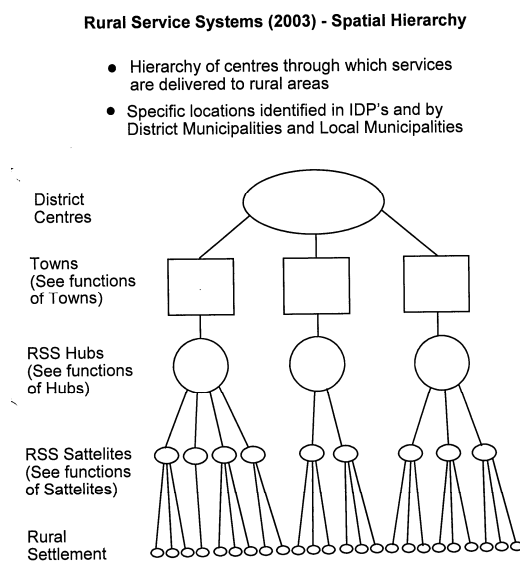 Rural Service Systems (2003) - Spatial Hierarchy
● Hierarchy of centres through which services
are delivered to rural areas
● Specific locations identified in IDP's and by
District Municipalities and Local Municipalities
District
Centres
Towns
(See functions
of Towns)
RSS Hubs
(See functions
of Hubs)
RSS Sattelites
(See functions
of Sattelites)
Rural
Settlement